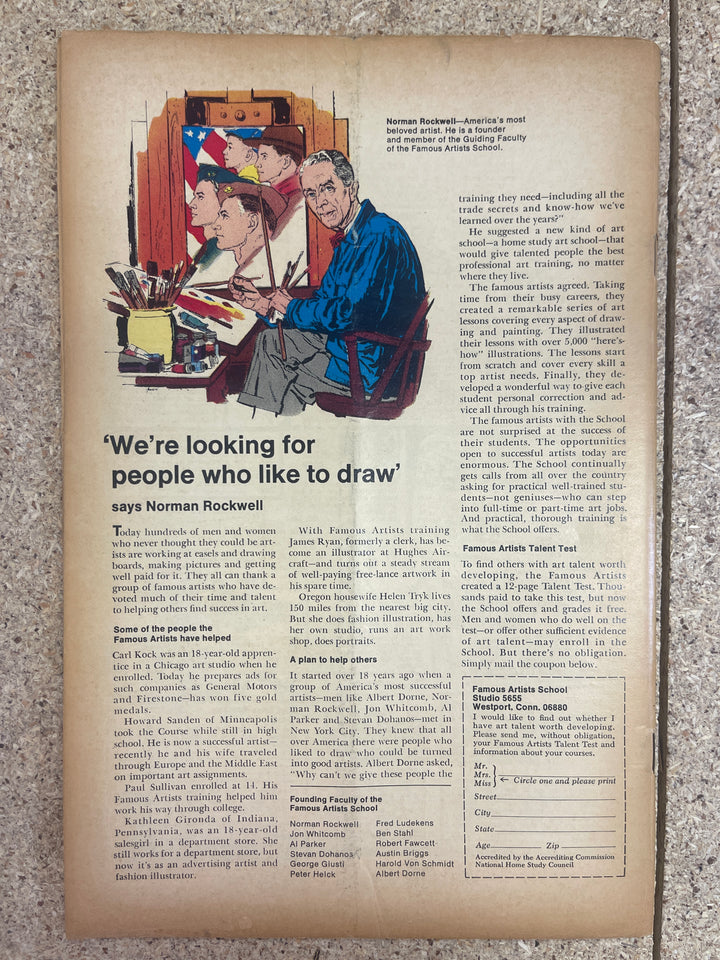 Norman Rockwell—America's most
beloved artist. He is a founder
and member of the Guiding Faculty
of the Famous Artists School.
'We're looking for
people who like to draw'
says Norman Rockwell
Today hundreds of men and women
who never thought they could be art-
ists are working at easels and drawing
boards, making pictures and getting
well paid for it. They all can thank a
group of famous artists who have de-
voted much of their time and talent
to helping others find success in art.
Some of the people the
Famous Artists have helped
Carl Kock was an 18-year-old appren-
tice in a Chicago art studio when he
enrolled. Today he prepares ads for
such companies as General Motors
and Firestone—has won five gold
medals.
Howard Sanden of Minneapolis
took the Course while still in high
school. He is now a successful artist—
recently he and his wife traveled
through Europe and the Middle East
on important art assignments.
Paul Sullivan enrolled at 14. His
Famous Artists training helped him
work his way through college.
Kathleen Gironda of Indiana,
Pennsylvania, was an 18-year-old
salesgirl in a department store. She
still works for a department store, but
now it's as an advertising artist and
fashion illustrator.
With Famous Artists training
James Ryan, formerly a clerk, has be-
come an illustrator at Hughes Air-
craft—and turns out a steady stream
of well-paying free-lance artwork in
his spare time.
Oregon housewife Helen Tryk lives
150 miles from the nearest big city.
But she does fashion illustration, has
her own studio, runs an art work
shop, does portraits.
A plan to help others
It started over 18 years ago when a
group of America's most successful
artists—men like Albert Dorne, Nor-
man Rockwell, Jon Whitcomb, Al
Parker and Stevan Dohanos—met in
New York City. They knew that all
over America there were people who
liked to draw who could be turned
into good artists. Albert Dorne asked,
"Why can't we give these people the
Founding Faculty of the
Famous Artists School
Norman Rockwell
Jon Whitcomb
Al Parker
Stevan Dohanos
George Giusti
Peter Helck
Fred Ludekens
Ben Stahl
Robert Fawcett
Austin Briggs
Harold Von Schmidt
Albert Dorne
training they need—including all the
trade secrets and know-how we've
learned over the years?"
He suggested a new kind of art
school—a home study art school—that
would give talented people the best
professional art training, no matter
where they live.
The famous artists agreed. Taking
time from their busy careers, they
created a remarkable series of art
lessons covering every aspect of draw-
ing and painting. They illustrated
their lessons with over 5,000 "here's-
how" illustrations. The lessons start
from scratch and cover every skill a
top artist needs. Finally, they de-
veloped a wonderful way to give each
student personal correction and ad-
vice all through his training.
The famous artists with the School
are not surprised at the success of
their students. The opportunities
open to successful artists today are
enormous. The School continually
gets calls from all over the country
asking for practical well-trained stu-
dents—not geniuses—who can step
into full-time or part-time art jobs.
And practical, thorough training is
what the School offers.
Famous Artists Talent Test
To find others with art talent worth
developing, the Famous Artists
created a 12-page Talent Test. Thou-
sands paid to take this test, but now
the School offers and grades it free.
Men and women who do well on the
test—or offer other sufficient evidence
of art talent—may enroll in the
School. But there's no obligation.
Simply mail the coupon below.
Famous Artists School
Studio 5655
Westport, Conn. 06880
I would like to find out whether I
have art talent worth developing.
Please send me, without obligation,
your Famous Artists Talent Test and
information about your courses.
Mr.
Mrs.
Miss
← Circle one and please print
Street
City
State
Age Zip
Accredited by the Accrediting Commission
National Home Study Council